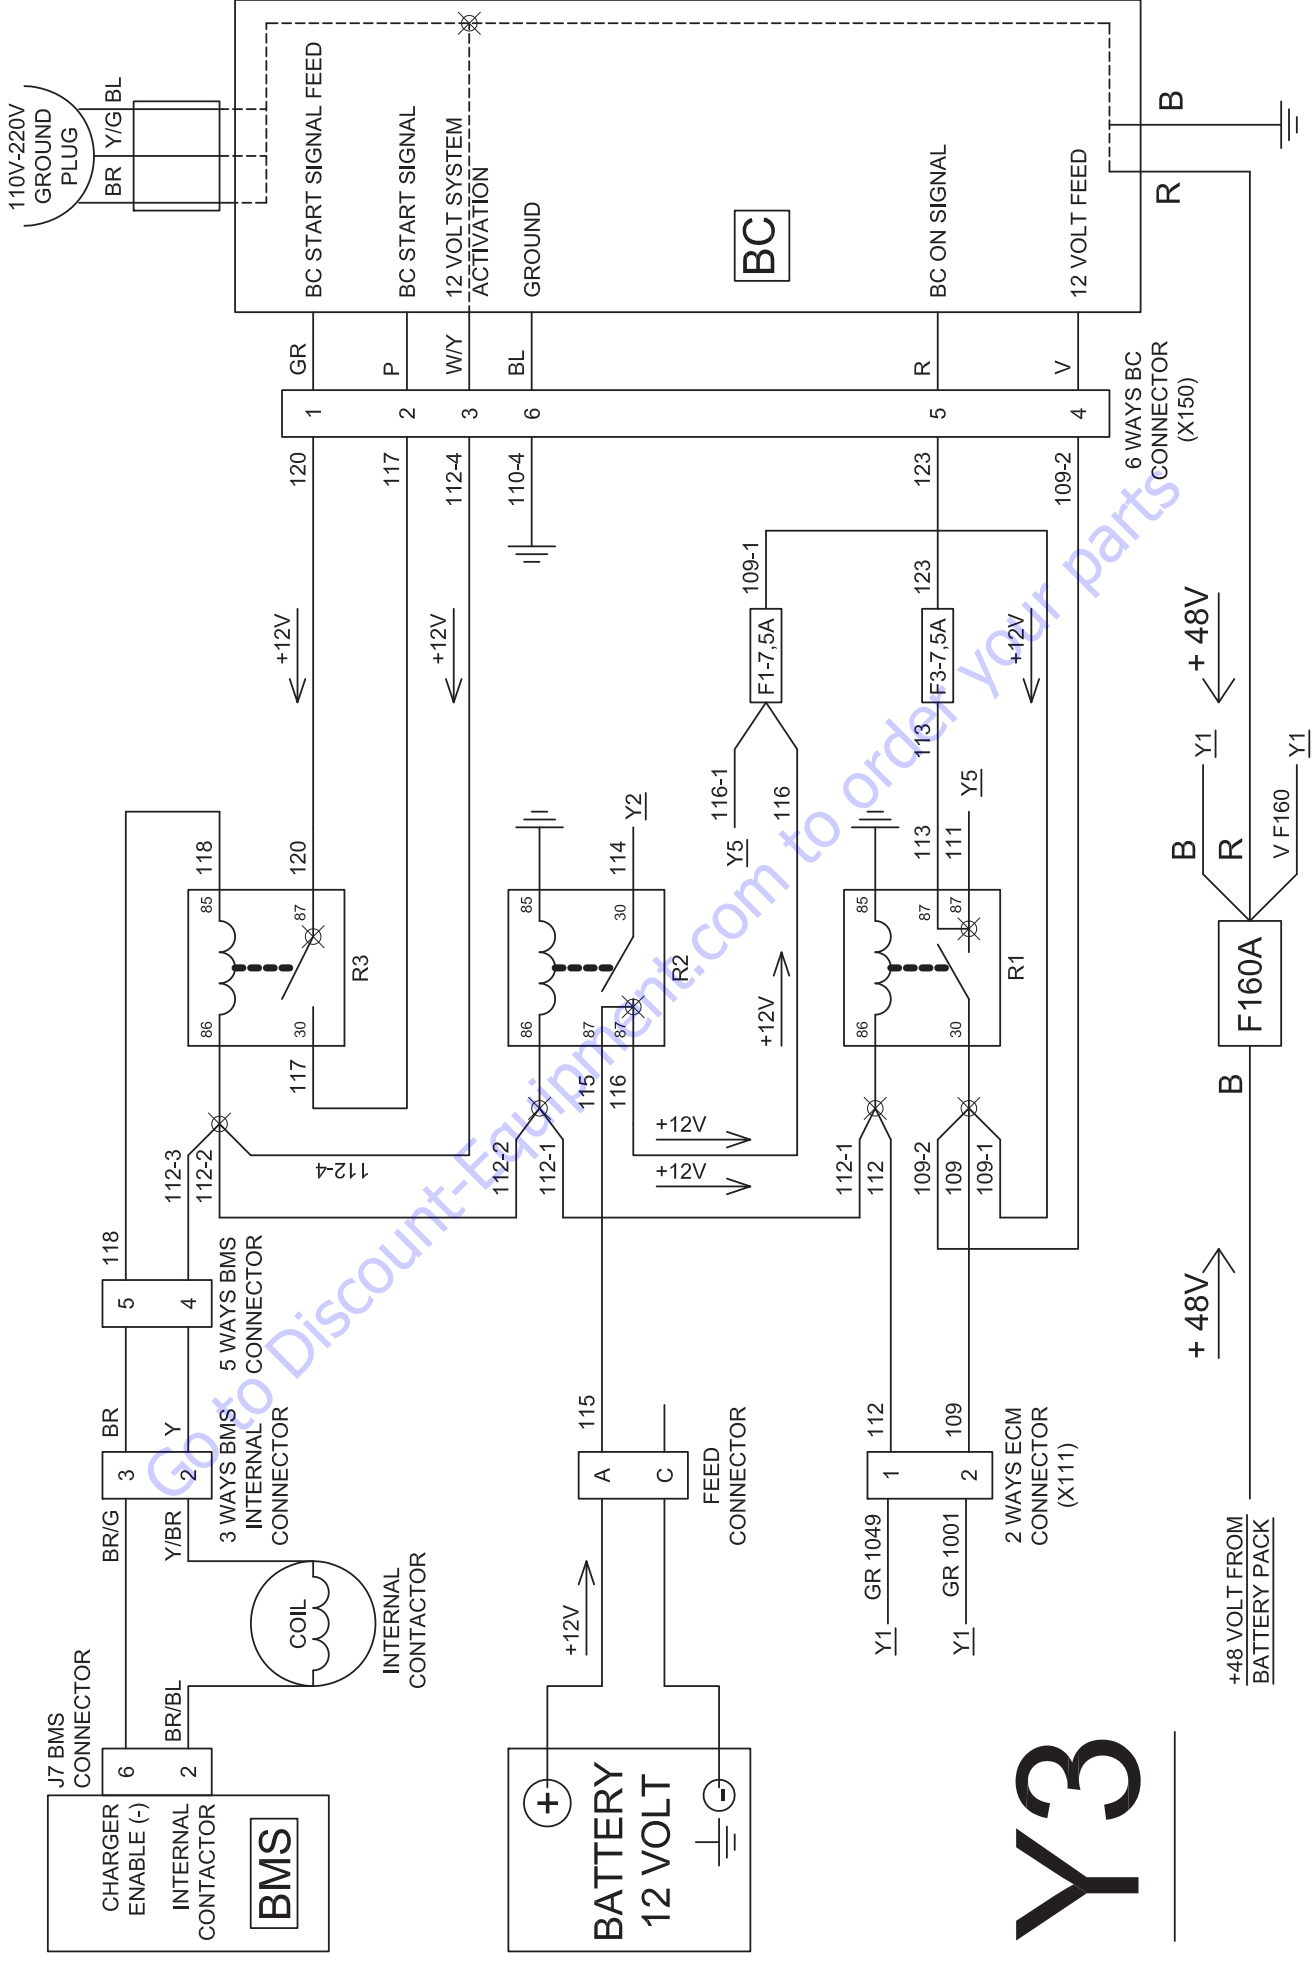 110V-220V
GROUND
PLUG
BR
Y/G
BL
BC START SIGNAL FEED
BC START SIGNAL
12 VOLT SYSTEM
ACTIVATION
GROUND
BC
BC ON SIGNAL
12 VOLT FEED
R
B
GR
P
W/Y
BL
R
V
1
2
3
6
5
4
6 WAYS BC
CONNECTOR
(X150)
120
117
112-4
110-4
123
109-2
+12V
+12V
109-1
F1-7,5A
116-1
Y5
116
123
F3-7,5A
113
+12V
+ 48V
118
85
86
120
87
30
117
R3
85
86
114
Y2
30
87
87
115
116
R2
85
86
113
111
Y5
87
87
30
R1
+12V
B
Y1
R
V F160
Y1
F160A
B
112-3
112-2
112-4
112-2
112-1
+12V
+12V
112-1
112
109-2
109
109-1
118
5
4
5 WAYS BMS
CONNECTOR
BR
Y
3
2
3 WAYS BMS
INTERNAL
CONNECTOR
BR/G
Y/BR
115
A
C
FEED
CONNECTOR
112
109
1
2
2 WAYS ECM
CONNECTOR
(X111)
GR 1049
Y1
GR 1001
Y1
+ 48V
+48 VOLT FROM
BATTERY PACK
COIL
INTERNAL
CONTACTOR
+12V
J7 BMS
CONNECTOR
6
2
BR/BL
CHARGER
ENABLE (-)
INTERNAL
CONTACTOR
BMS
+
-
BATTERY
12 VOLT
Y3
Go to Discount-Equipment.com to order your parts